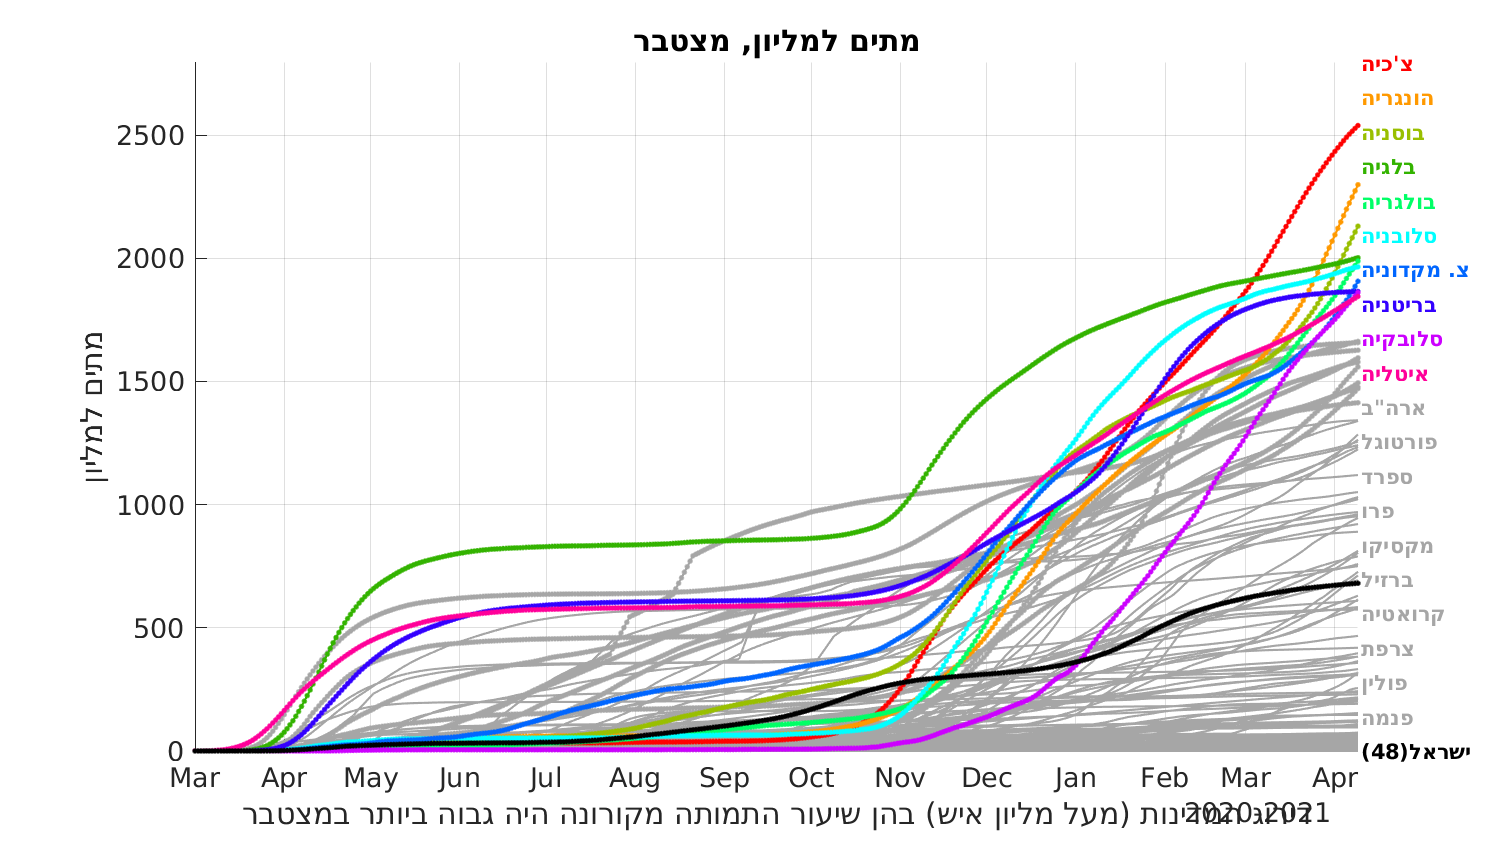 מתים למליון, מצטבר
צ'כיה
הונגריה
בוסניה
בלגיה
בולגריה
סלובניה
צ. מקדוניה
בריטניה
סלובקיה
איטליה
ארה"ב
פורטוגל
ספרד
פרו
מקסיקו
ברזיל
קרואטיה
צרפת
פולין
פנמה
ישראל(48)
מתים למליון
2500
2000
1500
1000
500
0
Mar Apr May Jun Jul Aug Sep Oct Nov Dec Jan Feb Mar Apr
2020-2021
דירוג המדינות (מעל מליון איש) בהן שיעור התמותה מקורונה היה גבוה ביותר במצטבר